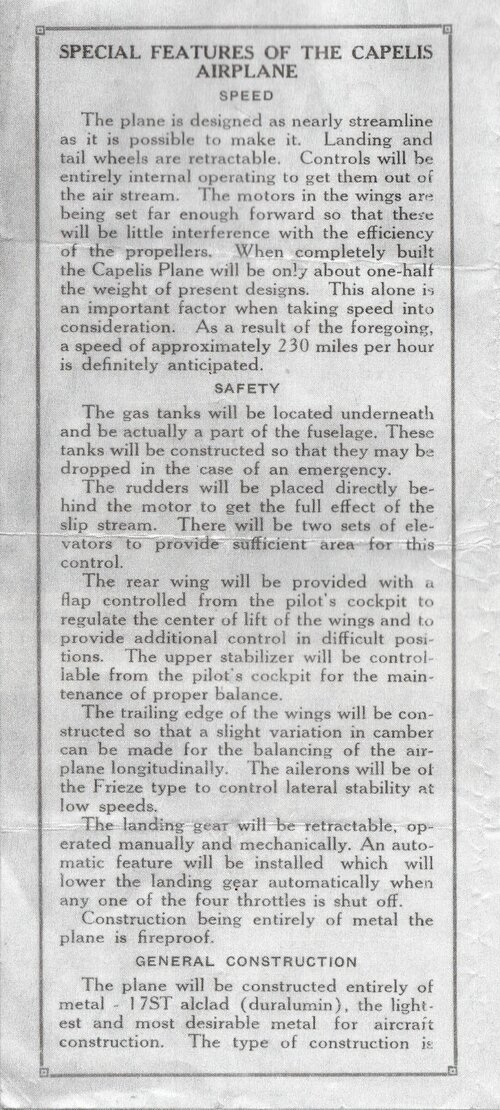 SPECIAL FEATURES OF THE CAPELIS
AIRPLANE
SPEED
The plane is designed as nearly streamline
as it is possible to make it. Landing and
tail wheels are retractable. Controls will be
entirely internal operating to get them out of
the air stream. The motors in the wings are
being set far enough forward so that there
will be little interference with the efficiency
of the propellers. When completely built
the Capelis Plane will be only about one-half
the weight of present designs. This alone is
an important factor when taking speed into
consideration. As a result of the foregoing,
a speed of approximately 230 miles per hour
is definitely anticipated.
SAFETY
The gas tanks will be located underneath
and be actually a part of the fuselage. These
tanks will be constructed so that they may be
dropped in the case of an emergency.
The rudders will be placed directly be-
hind the motor to get the full effect of the
slip stream. There will be two sets of ele-
vators to provide sufficient area for this
control.
The rear wing will be provided with a
flap controlled from the pilot's cockpit to
regulate the center of lift of the wings and to
provide additional control in difficult posi-
tions. The upper stabilizer will be control-
lable from the pilot's cockpit for the main-
tenance of proper balance.
The trailing edge of the wings will be con-
structed so that a slight variation in camber
can be made for the balancing of the air-
plane longitudinally. The ailerons will be of
the Frieze type to control lateral stability at
low speeds.
The landing gear will be retractable, op-
erated manually and mechanically. An auto-
matic feature will be installed which will
lower the landing gear automatically when
any one of the four throttles is shut off.
Construction being entirely of metal the
plane is fireproof.
GENERAL CONSTRUCTION
The plane will be constructed entirely of
metal - 17ST alclad (duralumin), the light-
est and most desirable metal for aircraft
construction. The type of construction is